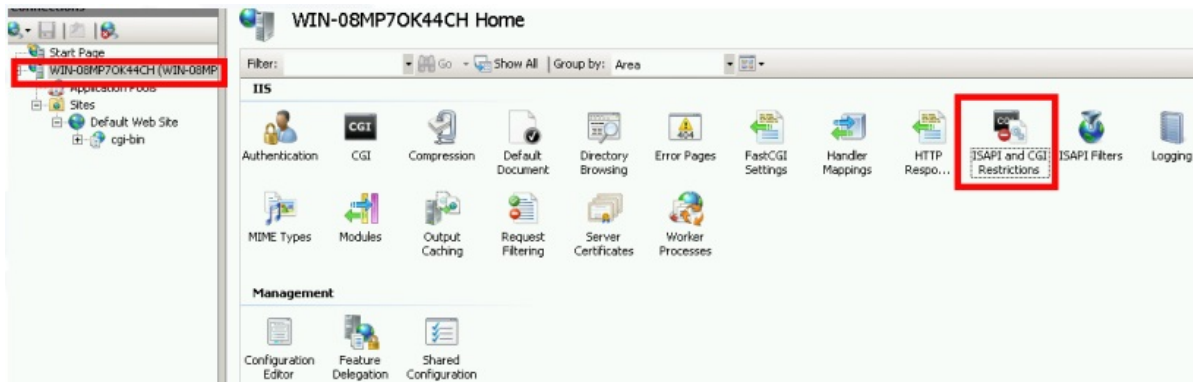 Connections
WIN-08MP7OK44CH Home
Start Page
WIN-08MP7OK44CH (WIN-08MP
Application Pools
Sites
Default Web Site
cgi-bin
Filter: Go Show All Group by: Area
IIS
Authentication CGI Compression Default Document Directory Browsing Error Pages FastCGI Settings Handler Mappings HTTP Respo... ISAPI and CGI Restrictions ISAPI Filters Logging
MIME Types Modules Output Caching Request Filtering Server Certificates Worker Processes
Management
Configuration Editor Feature Delegation Shared Configuration